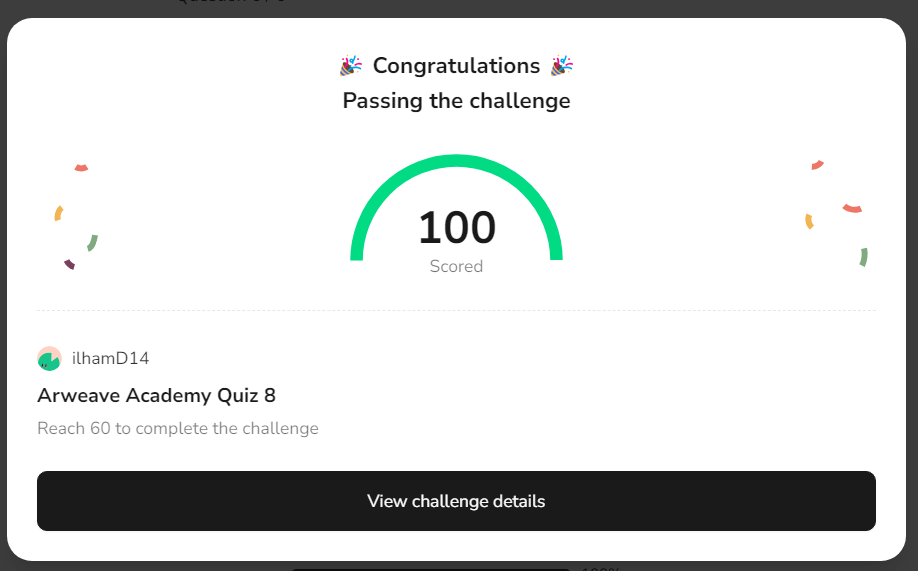 🎉 Congratulations 🎉
Passing the challenge
100
Scored
ilhamD14
Arweave Academy Quiz 8
Reach 60 to complete the challenge
View challenge details